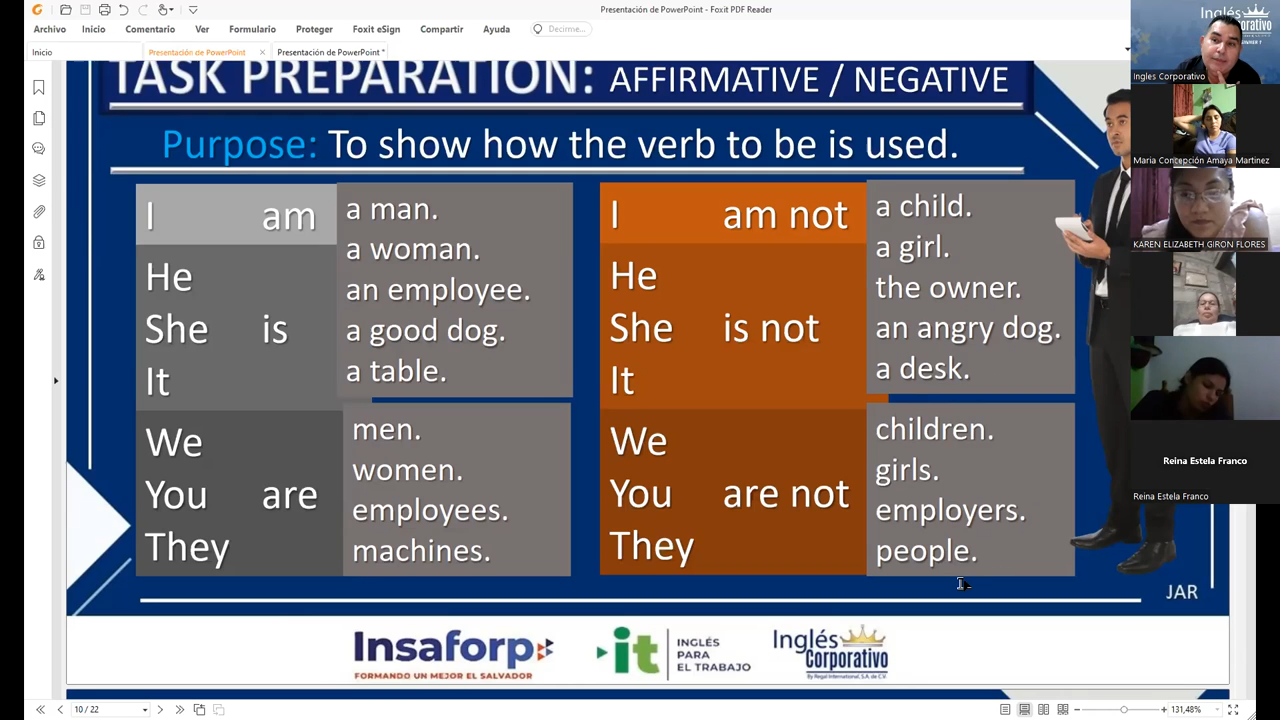 Presentación de PowerPoint - Foxit PDF Reader
Archivo Inicio Comentario Ver Formulario Proteger Foxit eSign Compartir Ayuda Decirme...
Inicio Presentación de PowerPoint Presentación de PowerPoint *
TASK PREPARATION: AFFIRMATIVE / NEGATIVE
Purpose: To show how the verb to be is used.
I am
He
She is
It
We
You are
They
a man.
a woman.
an employee.
a good dog.
a table.
men.
women.
employees.
machines.
I am not
He
She is not
It
We
You are not
They
a child.
a girl.
the owner.
an angry dog.
a desk.
children.
girls.
employers.
people.
JAR
Insaforp
FORMANDO UN MEJOR EL SALVADOR
it
INGLÉS
PARA
EL TRABAJO
Inglés
Corporativo
By Regal International, S.A. de C.V.
10 / 22
131,48%
Inglés
Ingles Corporativo
Maria Concepción Amaya Martinez
KAREN ELIZABETH GIRON FLORES
Reina Estela Franco
Reina Estela Franco